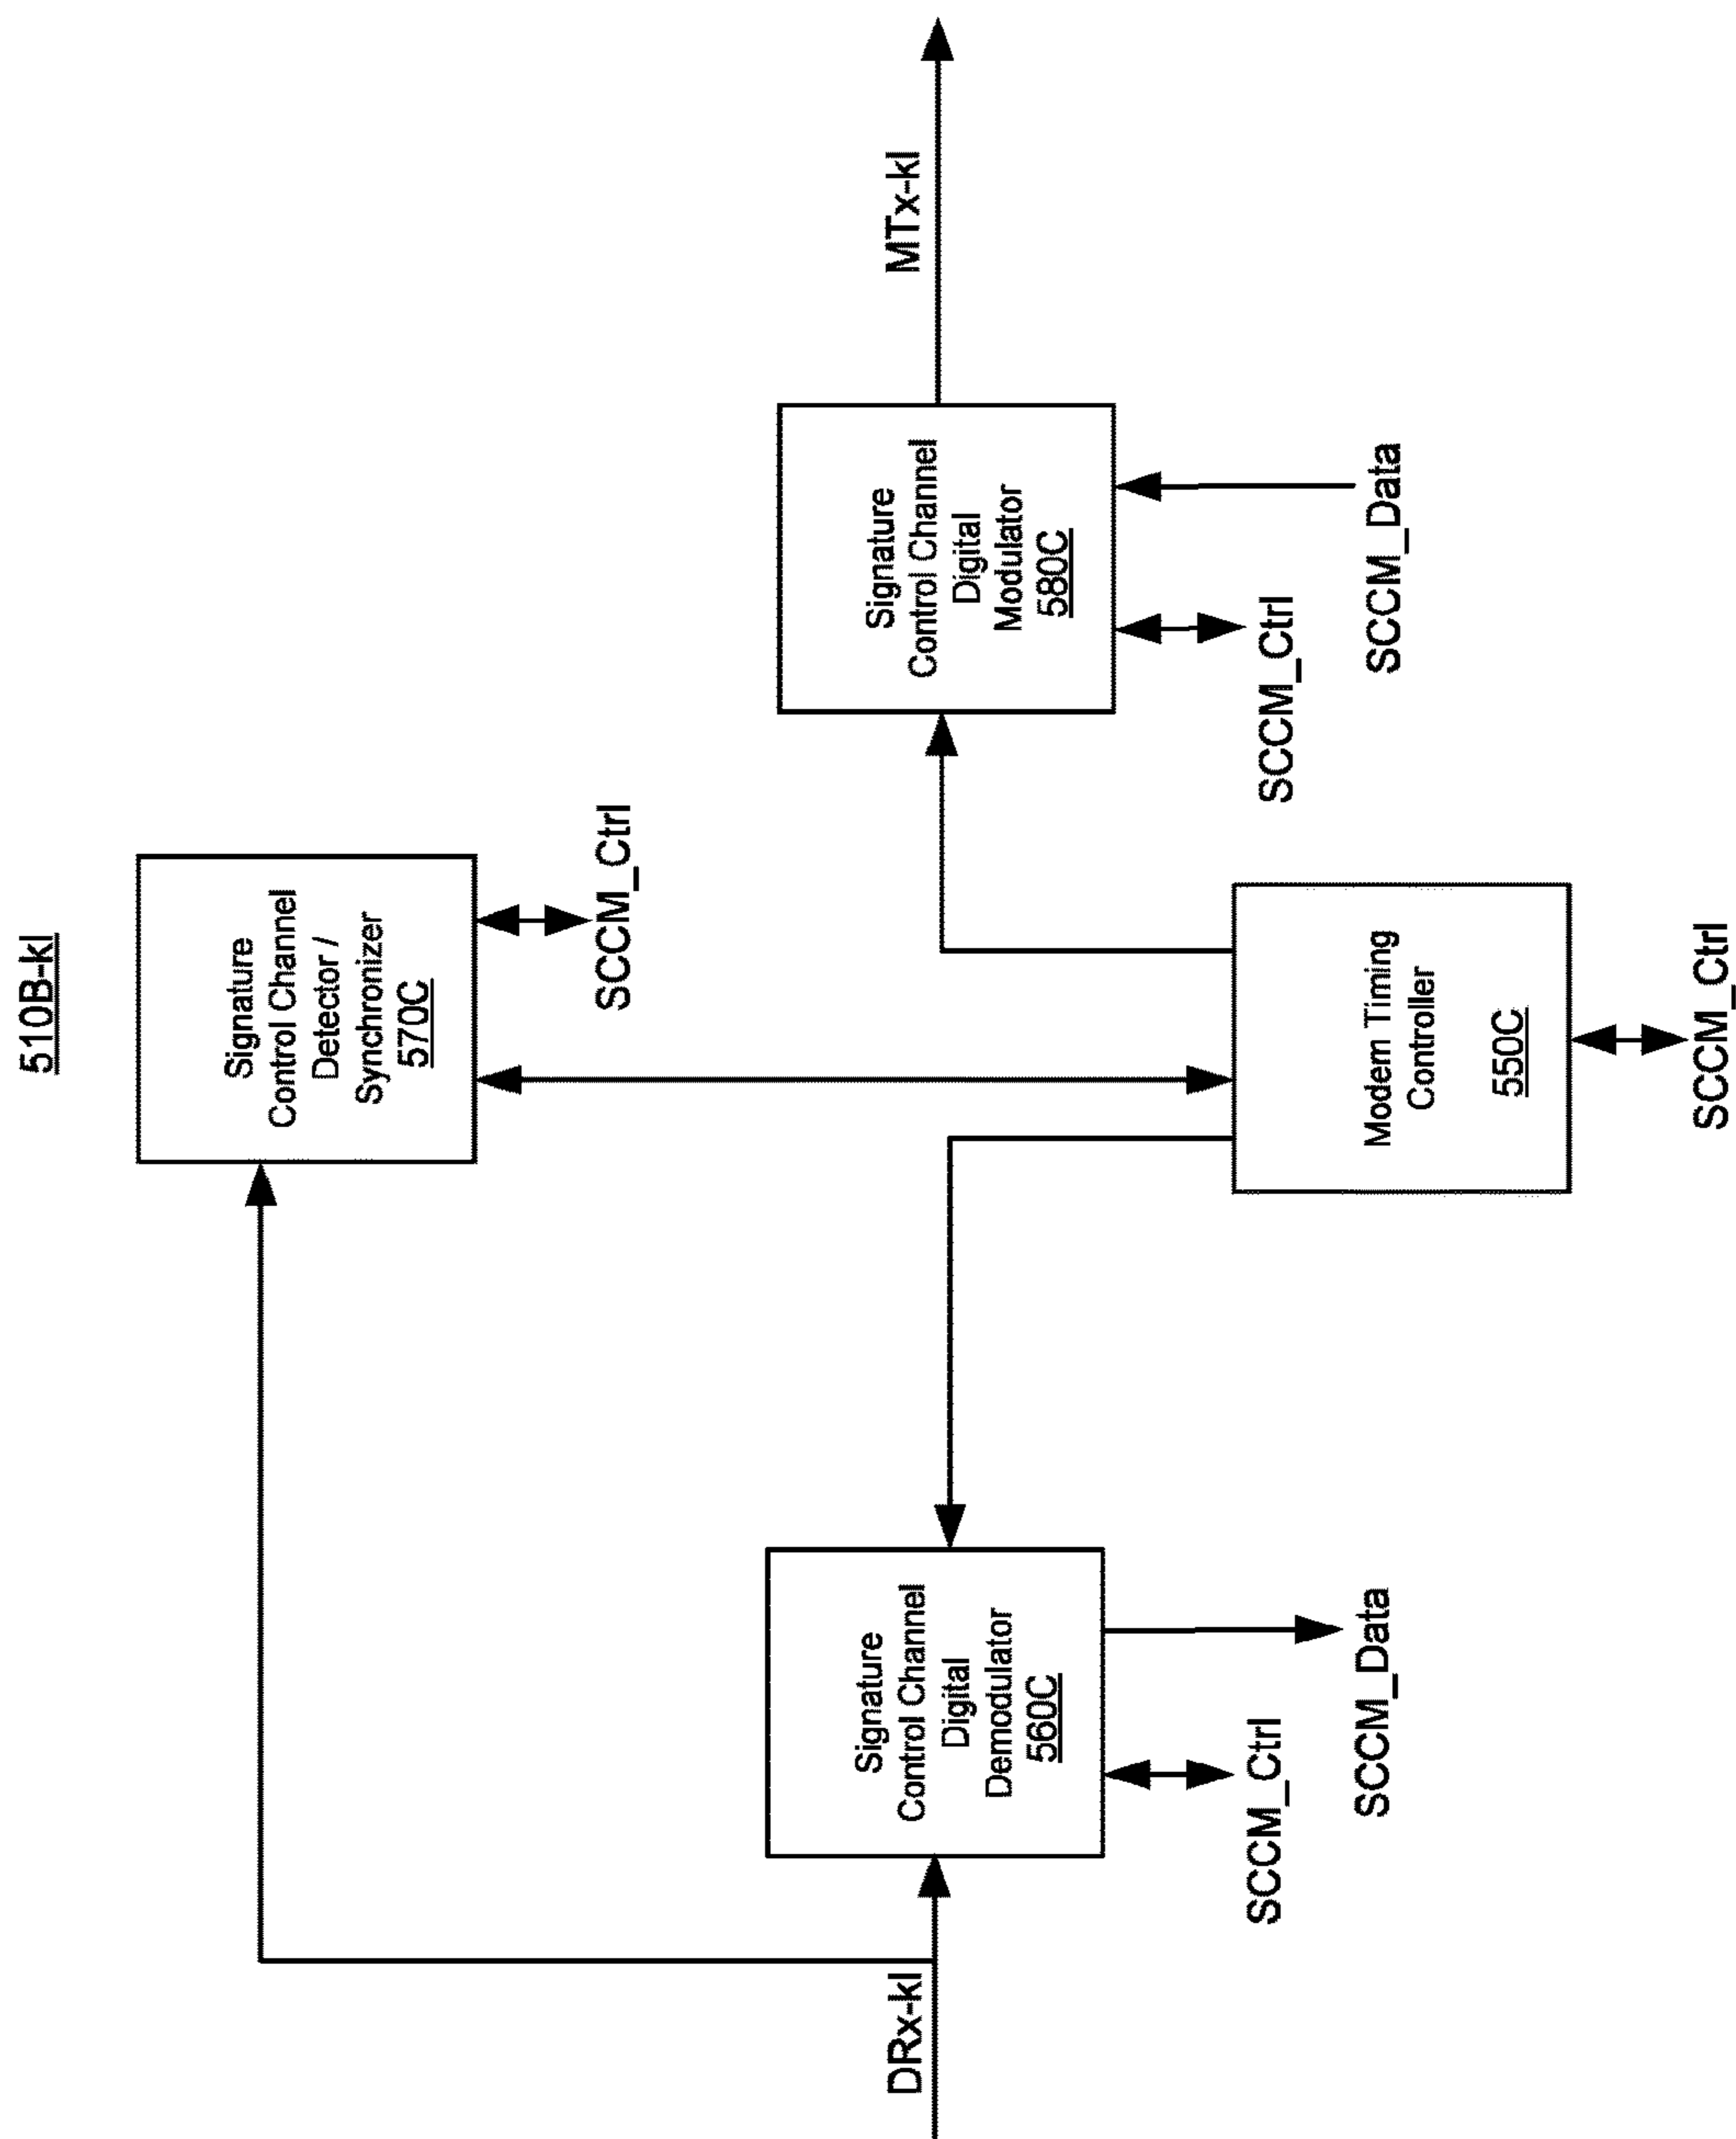 510B-kl
Signature
Control Channel
Detector /
Synchronizer
570C
SCCM_Ctrl
DRx-kl
Signature
Control Channel
Digital
Demodulator
560C
SCCM_Ctrl
SCCM_Data
Signature
Control Channel
Digital
Modulator
580C
MTx-kl
SCCM_Ctrl
SCCM_Data
Modem Timing
Controller
550C
SCCM_Ctrl